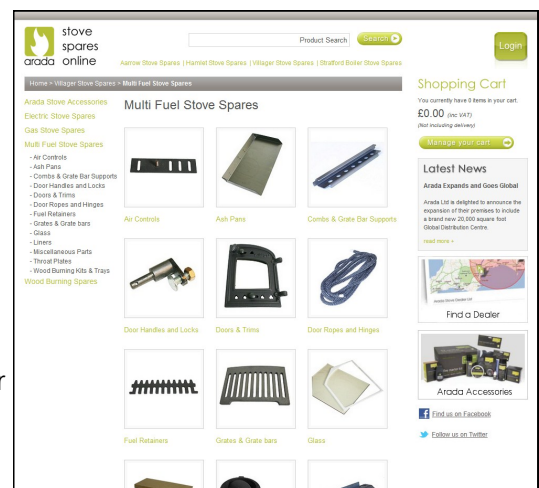 stove
spares
online
arada
Product Search
Search
Login
Aarrow Stove Spares | Hamlet Stove Spares | Villager Stove Spares | Stratford Boiler Stove Spares
Home > Villager Stove Spares > Multi Fuel Stove Spares
Arada Stove Accessories
Electric Stove Spares
Gas Stove Spares
Multi Fuel Stove Spares
- Air Controls
- Ash Pans
- Combs & Grate Bar Supports
- Door Handles and Locks
- Doors & Trims
- Door Ropes and Hinges
- Fuel Retainers
- Grates & Grate bars
- Glass
- Liners
- Miscellaneous Parts
- Throat Plates
- Wood Burning Kits & Trays
Wood Burning Spares
Multi Fuel Stove Spares
Air Controls
Ash Pans
Combs & Grate Bar Supports
Door Handles and Locks
Doors & Trims
Door Ropes and Hinges
Fuel Retainers
Grates & Grate bars
Glass
Shopping Cart
You currently have 0 items in your cart.
£0.00 (inc VAT)
(Not including delivery)
Manage your cart
Latest News
Arada Expands and Goes Global
Arada Ltd is delighted to announce the
expansion of their premises to include
a brand new 20,000 square foot
Global Distribution Centre.
read more »
Find a Dealer
Arada Accessories
Find us on Facebook
Follow us on Twitter
r